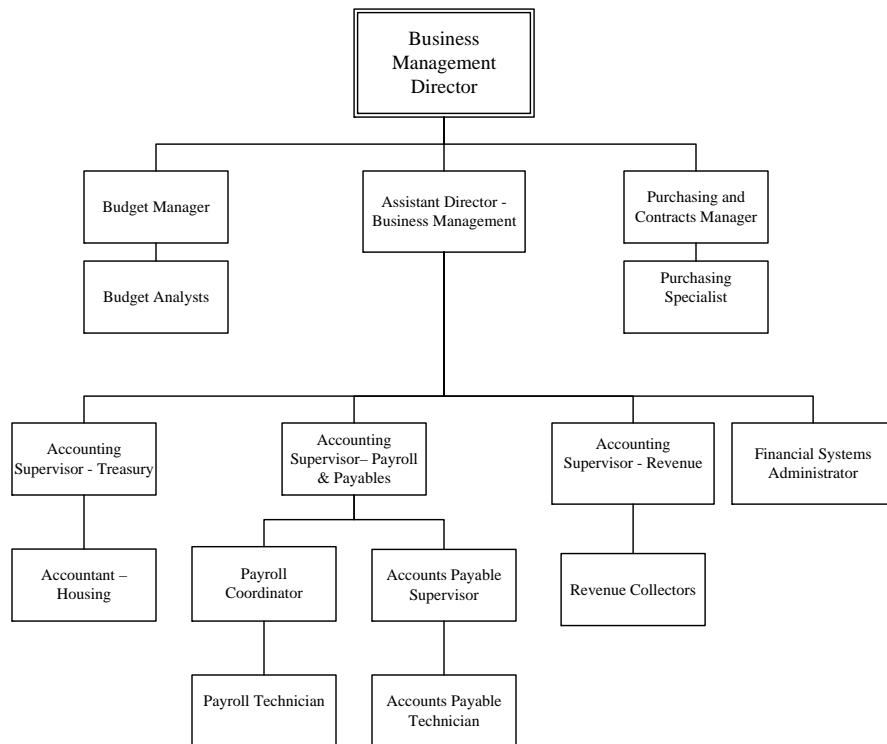 Business
Management
Director
Budget Manager
Assistant Director -
Business Management
Purchasing and
Contracts Manager
Budget Analysts
Purchasing
Specialist
Accounting
Supervisor - Treasury
Accounting
Supervisor– Payroll
& Payables
Accounting
Supervisor - Revenue
Financial Systems
Administrator
Accountant –
Housing
Payroll
Coordinator
Accounts Payable
Supervisor
Revenue Collectors
Payroll Technician
Accounts Payable
Technician